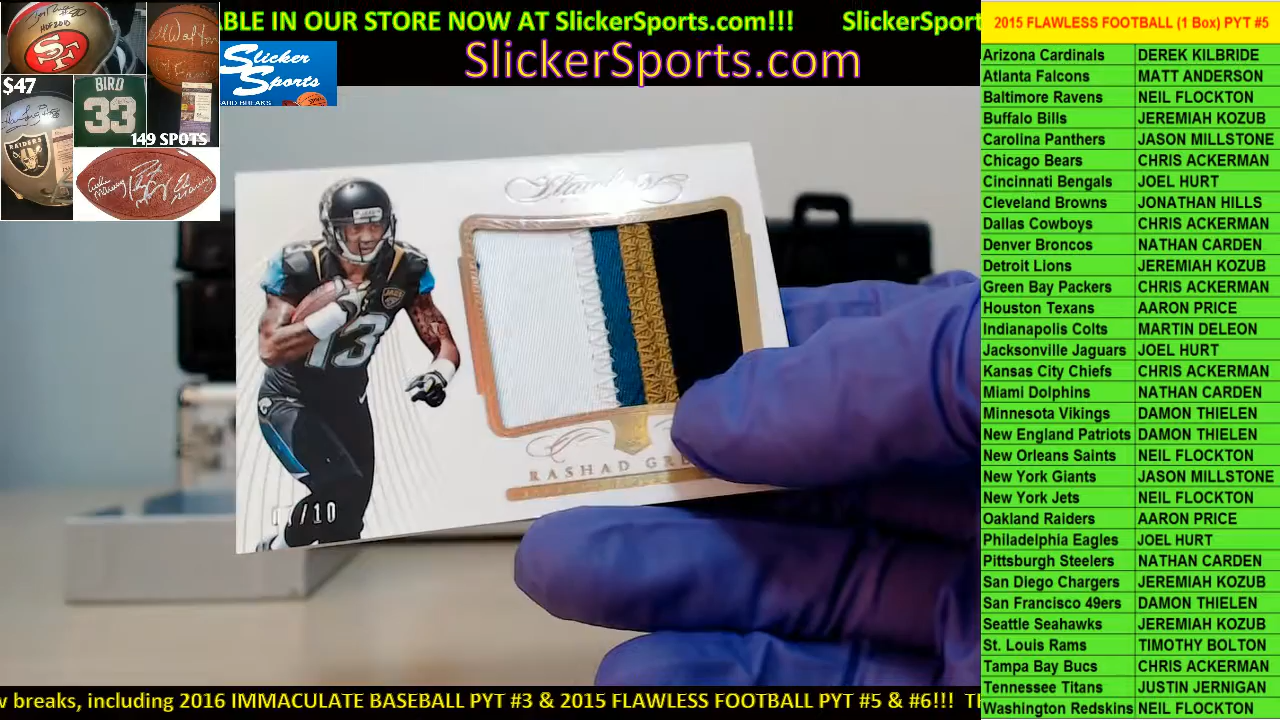 ABLE IN OUR STORE NOW AT SlickerSports.com!!! SlickerSport
SlickerSports.com
HOF 2013
$47
RAIDERS
BIRD
33
149 SPOTS
Slicker
Sports
ARD BREAKS
Flawless
13
RASHAD GRE
/10
2015 FLAWLESS FOOTBALL (1 Box) PYT #5
Arizona Cardinals DEREK KILBRIDE
Atlanta Falcons MATT ANDERSON
Baltimore Ravens NEIL FLOCKTON
Buffalo Bills JEREMIAH KOZUB
Carolina Panthers JASON MILLSTONE
Chicago Bears CHRIS ACKERMAN
Cincinnati Bengals JOEL HURT
Cleveland Browns JONATHAN HILLS
Dallas Cowboys CHRIS ACKERMAN
Denver Broncos NATHAN CARDEN
Detroit Lions JEREMIAH KOZUB
Green Bay Packers CHRIS ACKERMAN
Houston Texans AARON PRICE
Indianapolis Colts MARTIN DELEON
Jacksonville Jaguars JOEL HURT
Kansas City Chiefs CHRIS ACKERMAN
Miami Dolphins NATHAN CARDEN
Minnesota Vikings DAMON THIELEN
New England Patriots DAMON THIELEN
New Orleans Saints NEIL FLOCKTON
New York Giants JASON MILLSTONE
New York Jets NEIL FLOCKTON
Oakland Raiders AARON PRICE
Philadelphia Eagles JOEL HURT
Pittsburgh Steelers NATHAN CARDEN
San Diego Chargers JEREMIAH KOZUB
San Francisco 49ers DAMON THIELEN
Seattle Seahawks JEREMIAH KOZUB
St. Louis Rams TIMOTHY BOLTON
Tampa Bay Bucs CHRIS ACKERMAN
Tennessee Titans JUSTIN JERNIGAN
Washington Redskins NEIL FLOCKTON
w breaks, including 2016 IMMACULATE BASEBALL PYT #3 & 2015 FLAWLESS FOOTBALL PYT #5 & #6!!! T